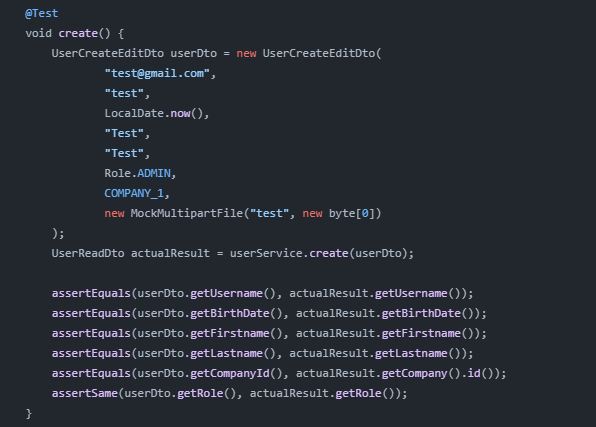 @Test
void create() {
    UserCreateEditDto userDto = new UserCreateEditDto(
            "test@gmail.com",
            "test",
            LocalDate.now(),
            "Test",
            "Test",
            Role.ADMIN,
            COMPANY_1,
            new MockMultipartFile("test", new byte[0])
    );
    UserReadDto actualResult = userService.create(userDto);

    assertEquals(userDto.getUsername(), actualResult.getUsername());
    assertEquals(userDto.getBirthDate(), actualResult.getBirthDate());
    assertEquals(userDto.getFirstname(), actualResult.getFirstname());
    assertEquals(userDto.getLastname(), actualResult.getLastname());
    assertEquals(userDto.getCompanyId(), actualResult.getCompany().id());
    assertSame(userDto.getRole(), actualResult.getRole());
}